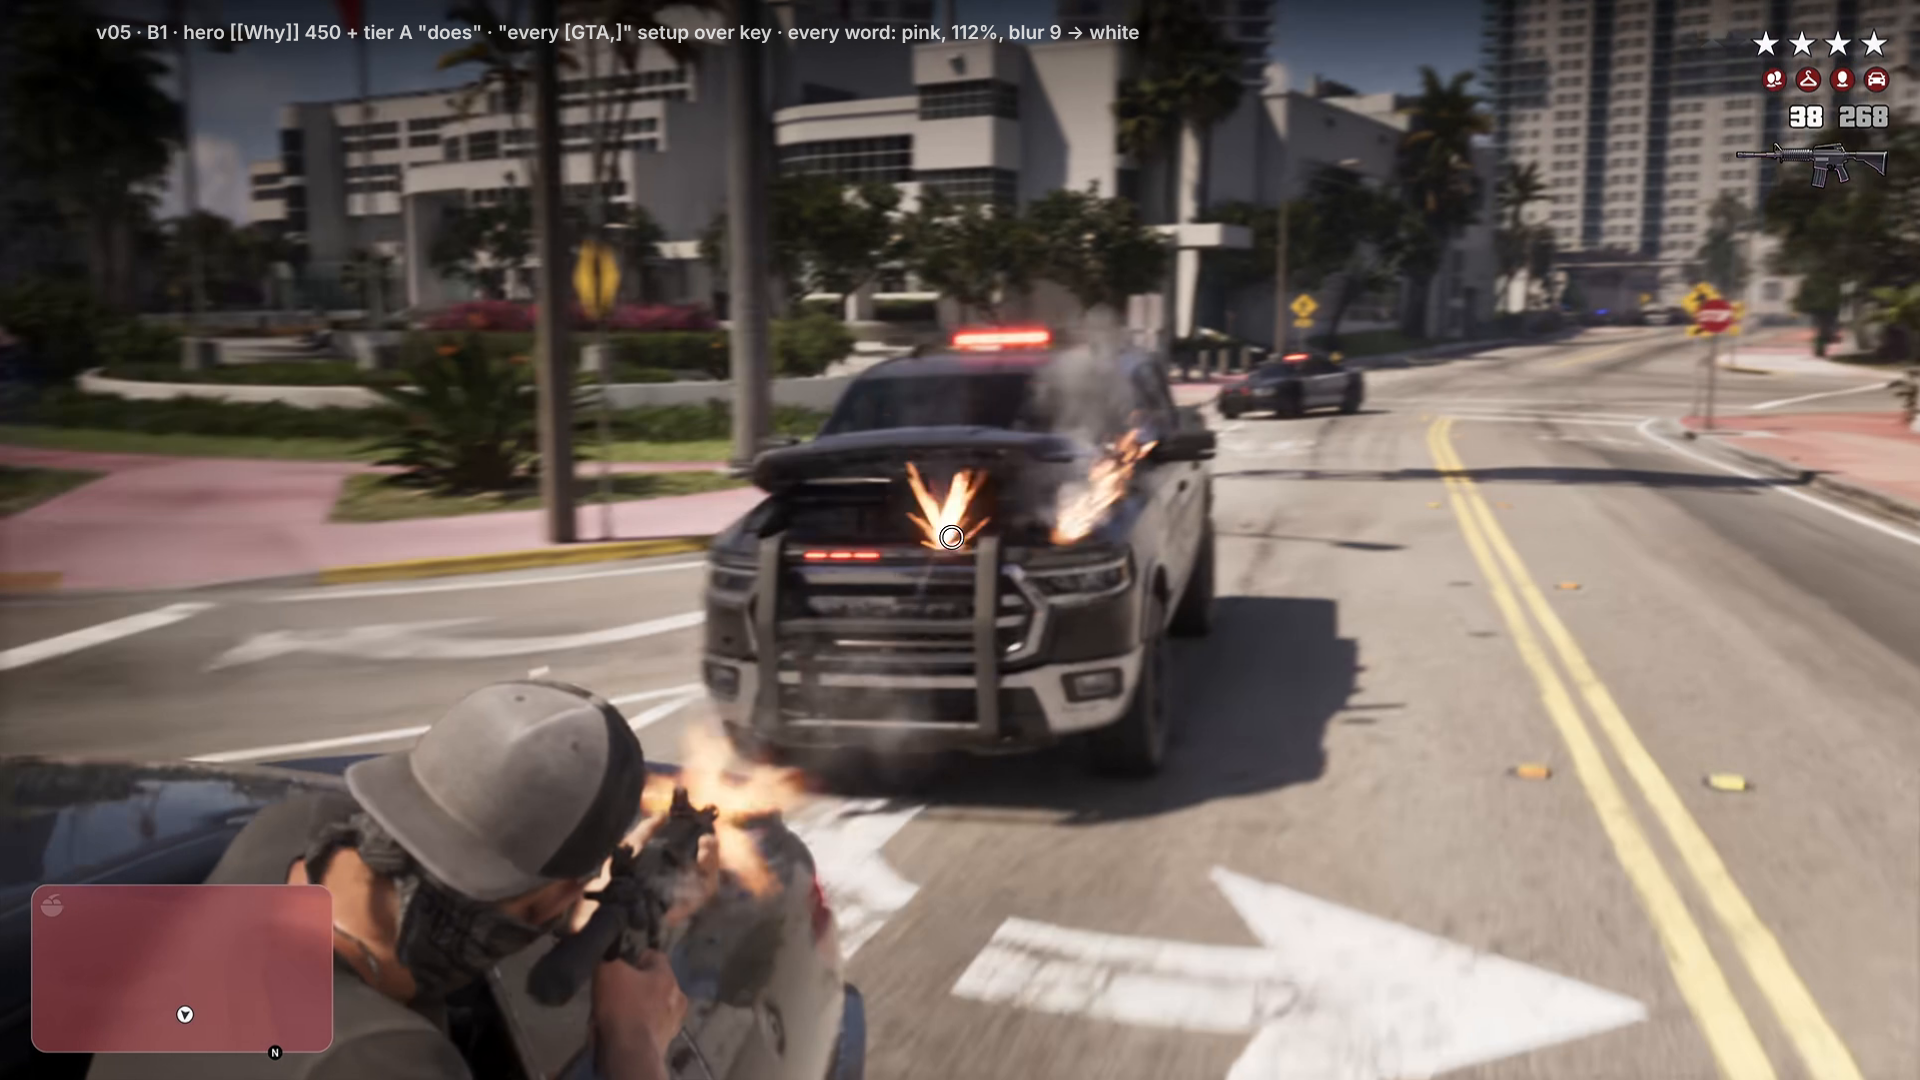 v05 · B1 · hero [[Why]] 450 + tier A "does" · "every [GTA,]" setup over key · every word: pink, 112%, blur 9 → white
38 268
STOP
N